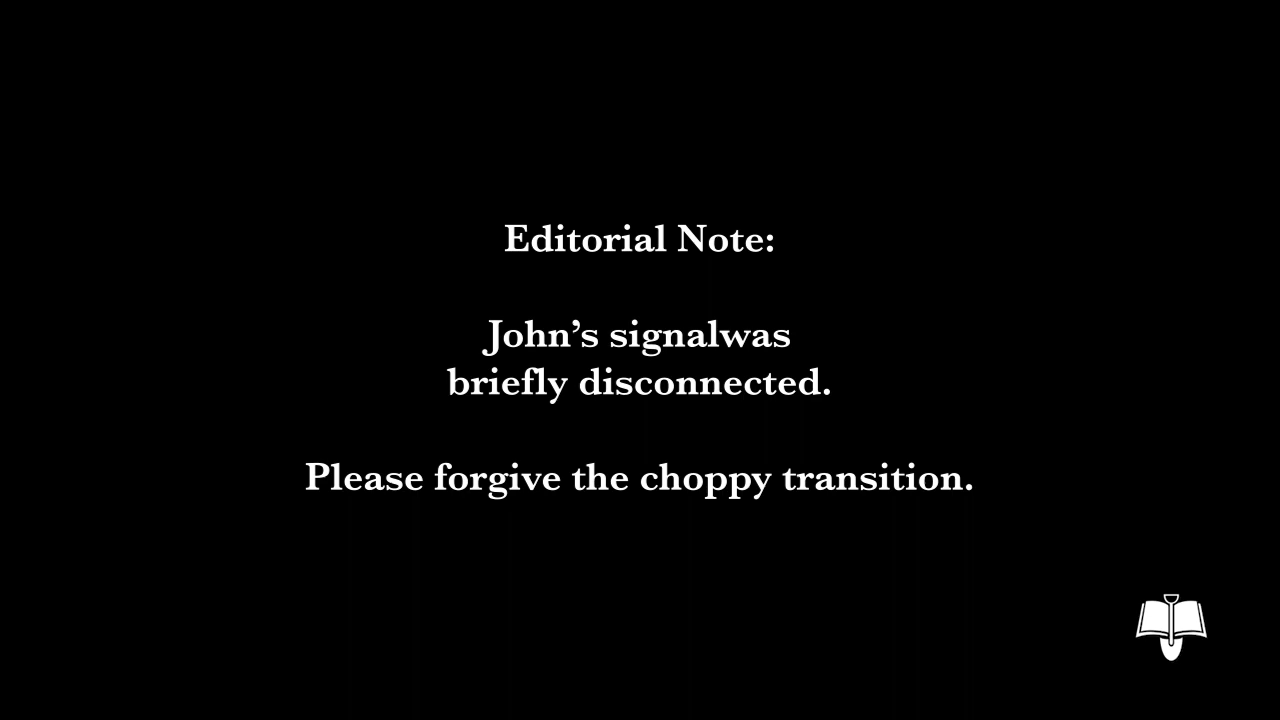 Editorial Note:
John’s signalwas
briefly disconnected.
Please forgive the choppy transition.